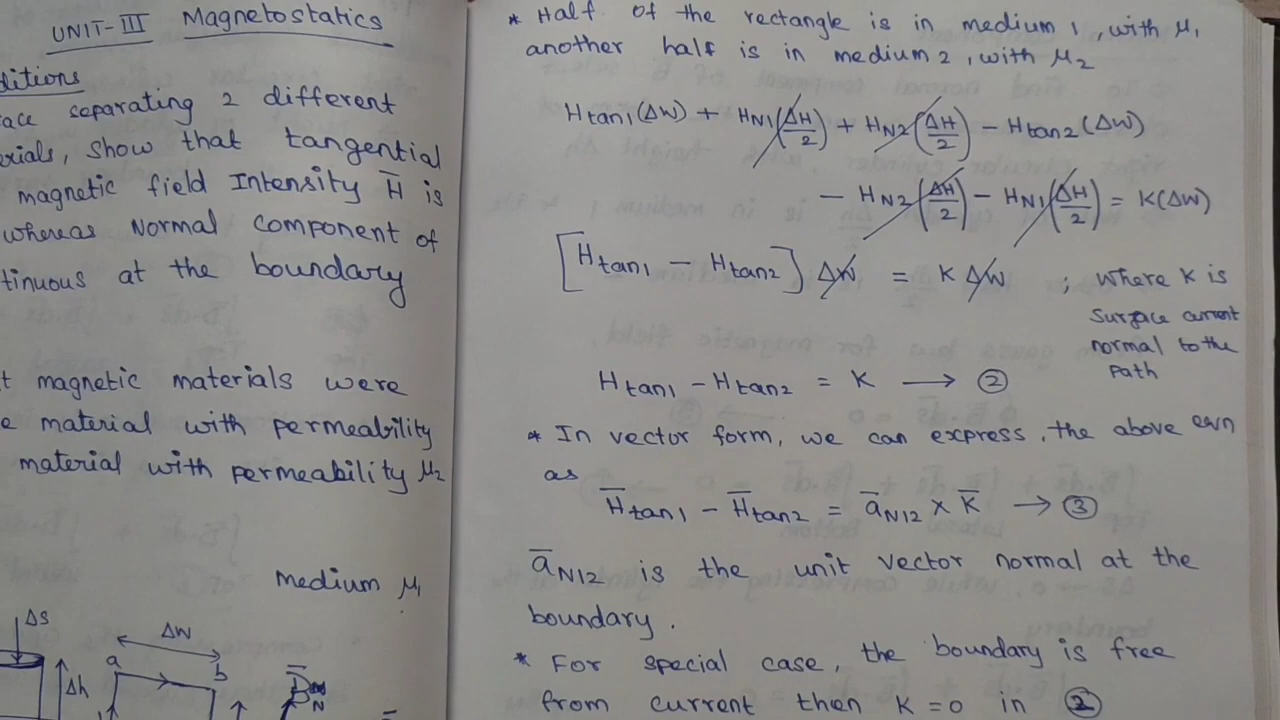 UNIT-III Magnetostatics
ditions
ace separating 2 different
erials, show that tangential
magnetic field Intensity H̅ is
whereas Normal component of
tinuous at the boundary
t magnetic materials were
e material with permeability
material with permeability μ2
medium μ1
ΔS
ΔW
a
b
Δh
B̅N
* Half of the rectangle is in medium 1, with μ1
another half is in medium 2, with μ2
Htan1(ΔW) + HN1(ΔH/2) + HN2(ΔH/2) - Htan2(ΔW)
- HN2(ΔH/2) - HN1(ΔH/2) = K(ΔW)
[Htan1 - Htan2] ΔW = K ΔW ; where K is
Surface current
normal to the
path
Htan1 - Htan2 = K → ②
* In vector form, we can express, the above eqn
as
H̅tan1 - H̅tan2 = a̅N12 × K̅ → ③
a̅N12 is the unit vector normal at the
boundary.
* For special case, the boundary is free
from current then K = 0 in ②